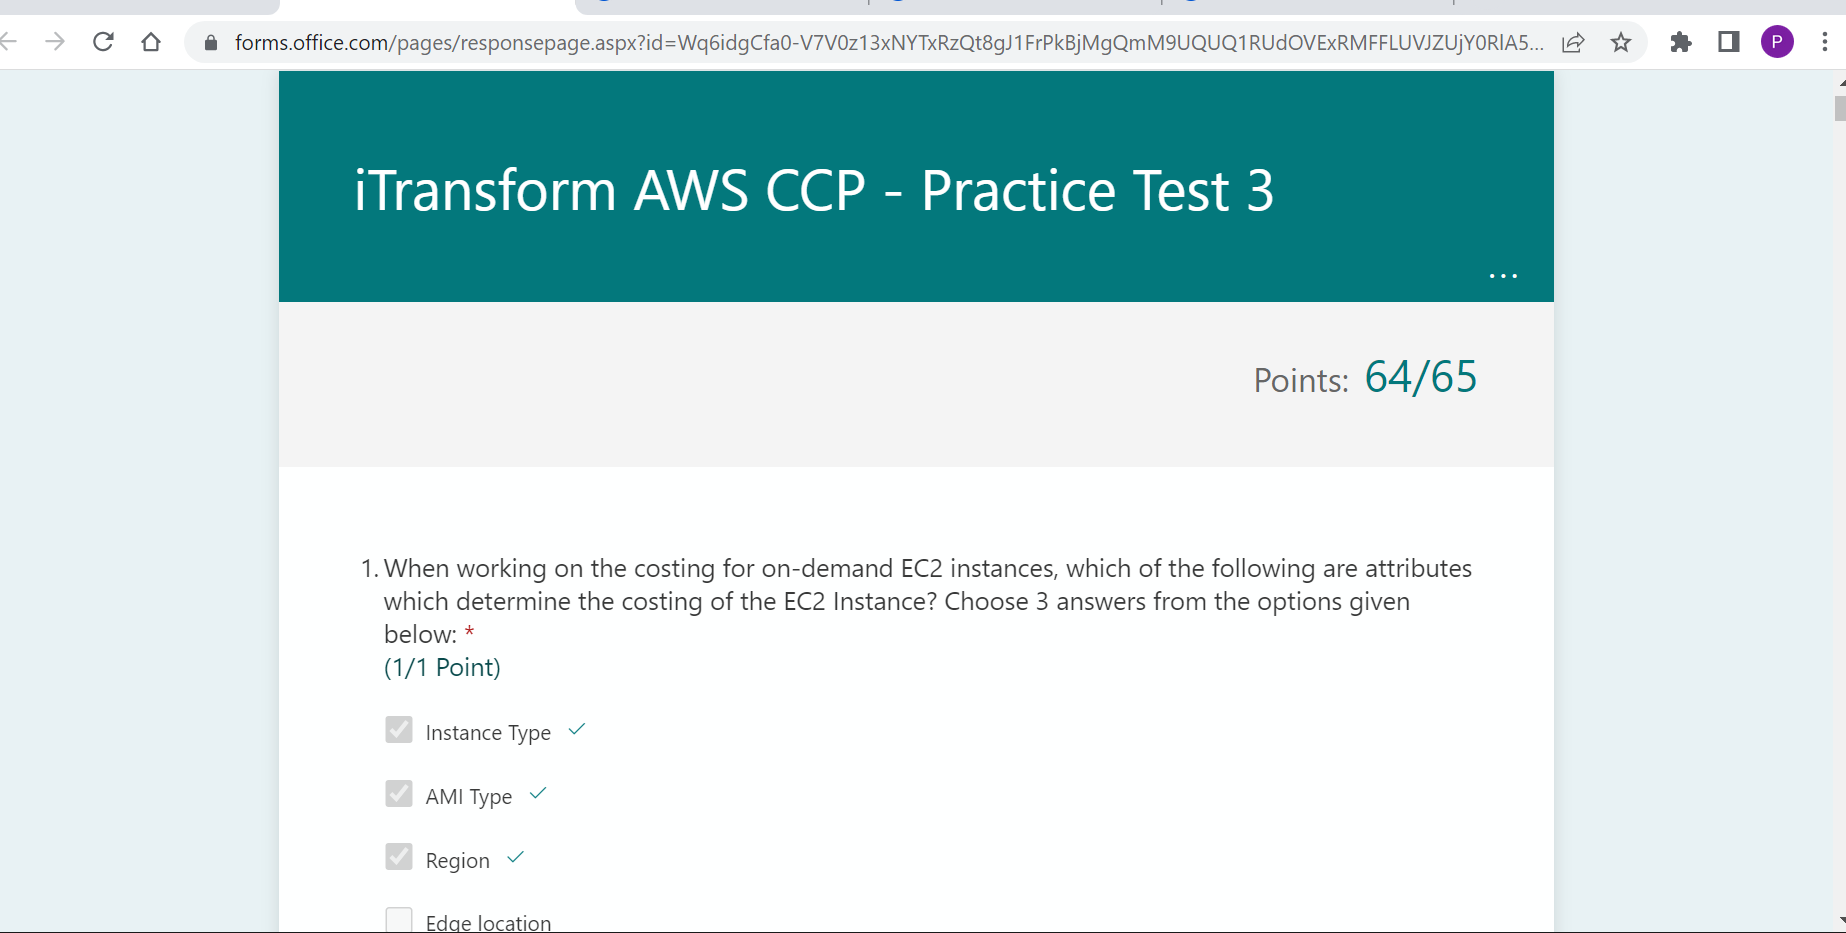 forms.office.com/pages/responsepage.aspx?id=Wq6idgCfa0-V7V0z13xNYTxRzQt8gJ1FrPkBjMgQmM9UQUQ1RUdOVExRMFFLUVJZUjY0RlA5...
P
iTransform AWS CCP - Practice Test 3
...
Points: 64/65
1. When working on the costing for on-demand EC2 instances, which of the following are attributes
which determine the costing of the EC2 Instance? Choose 3 answers from the options given
below: *
(1/1 Point)
Instance Type
AMI Type
Region
Edge location